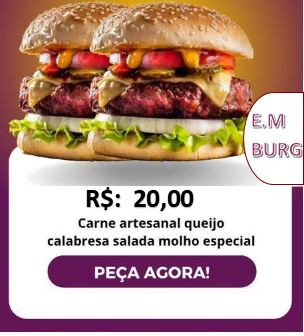 E.M
BURG
R$: 20,00
Carne artesanal queijo
calabresa salada molho especial
PEÇA AGORA!